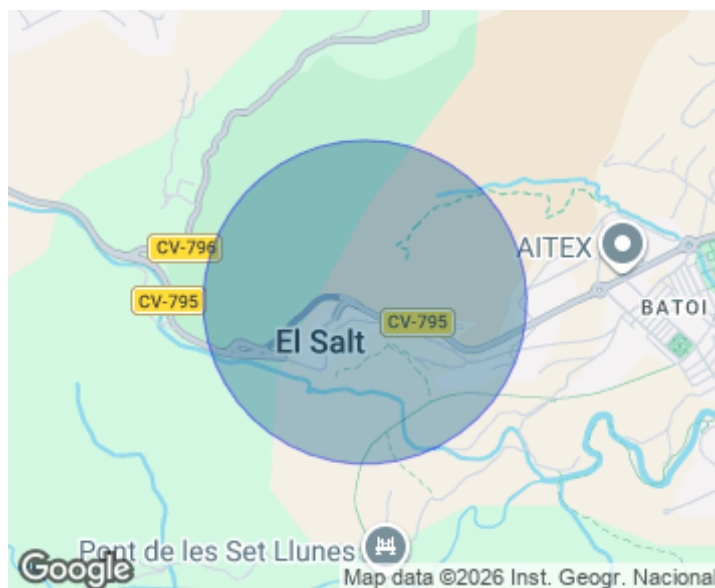 CV-796
AITEX
CV-795
CV-795
BATOI
El Salt
Pont de les Set Llunes
Google
Map data ©2026 Inst. Geogr. Nacional